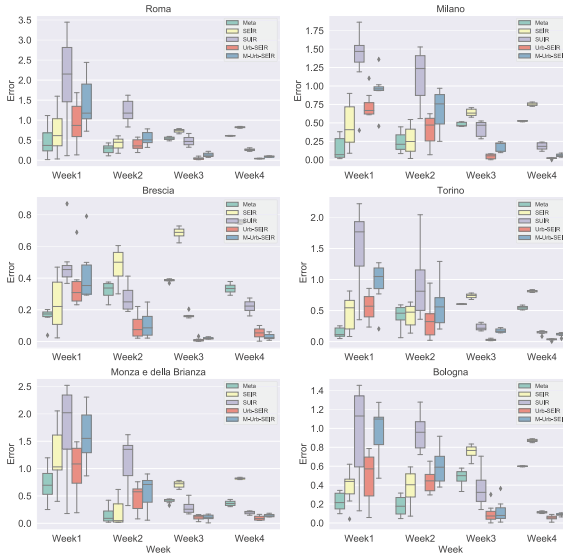 Roma
Milano
Error
3.5
3.0
2.5
2.0
1.5
1.0
0.5
0.0
Meta
SEIR
SUIR
Urb-SEIR
M-Urb-SEIR
Week1
Week2
Week3
Week4
Error
1.75
1.50
1.25
1.00
0.75
0.50
0.25
0.00
Meta
SEIR
SUIR
Urb-SEIR
M-Urb-SEIR
Week1
Week2
Week3
Week4
Brescia
Torino
Error
0.8
0.6
0.4
0.2
0.0
Meta
SEIR
SUIR
Urb-SEIR
M-Urb-SEIR
Week1
Week2
Week3
Week4
Error
2.0
1.5
1.0
0.5
0.0
Meta
SEIR
SUIR
Urb-SEIR
M-Urb-SEIR
Week1
Week2
Week3
Week4
Monza e della Brianza
Bologna
Error
2.5
2.0
1.5
1.0
0.5
0.0
Meta
SEIR
SUIR
Urb-SEIR
M-Urb-SEIR
Week1
Week2
Week3
Week4
Week
Error
1.4
1.2
1.0
0.8
0.6
0.4
0.2
0.0
Meta
SEIR
SUIR
Urb-SEIR
M-Urb-SEIR
Week1
Week2
Week3
Week4
Week